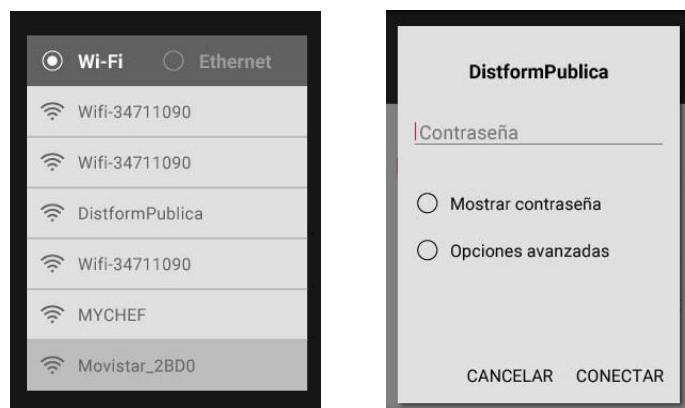 Wi-Fi Ethernet
Wifi-34711090
Wifi-34711090
DistformPublica
Wifi-34711090
MYCHEF
Movistar_2BD0
DistformPublica
Contraseña
Mostrar contraseña
Opciones avanzadas
CANCELAR CONECTAR